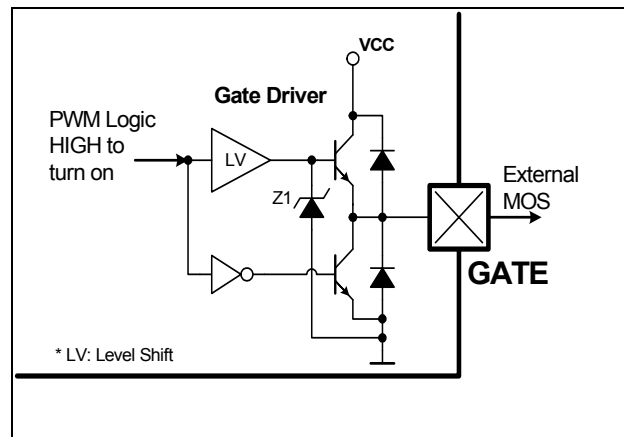 VCC
Gate Driver
PWM Logic
HIGH to
turn on
LV
Z1
External
MOS
GATE
* LV: Level Shift